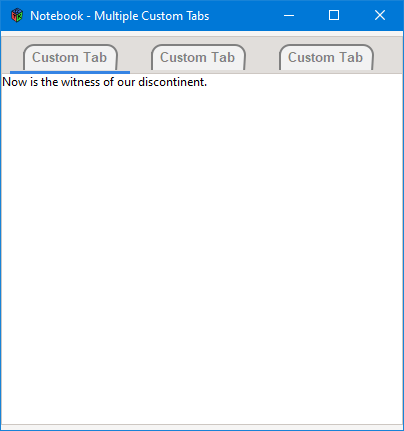 Notebook - Multiple Custom Tabs
Custom Tab Custom Tab Custom Tab
Now is the witness of our discontinent.